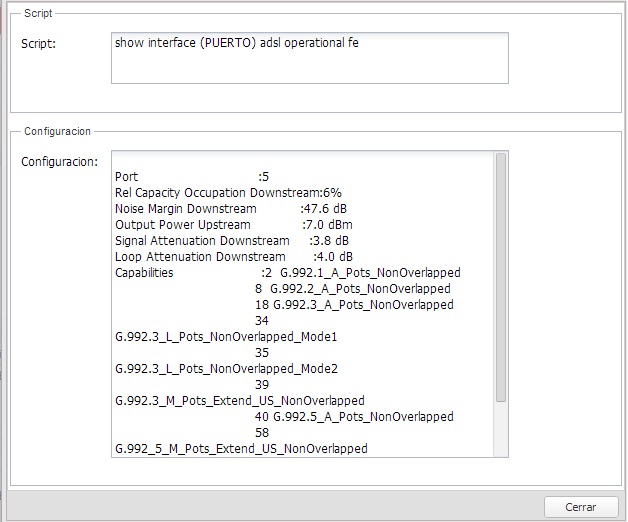 Script
Script:
show interface (PUERTO) adsl operational fe
Configuracion
Configuracion:
Port :5
Rel Capacity Occupation Downstream:6%
Noise Margin Downstream :47.6 dB
Output Power Upstream :7.0 dBm
Signal Attenuation Downstream :3.8 dB
Loop Attenuation Downstream :4.0 dB
Capabilities :2 G.992.1_A_Pots_NonOverlapped
8 G.992.2_A_Pots_NonOverlapped
18 G.992.3_A_Pots_NonOverlapped
34
G.992.3_L_Pots_NonOverlapped_Mode1
35
G.992.3_L_Pots_NonOverlapped_Mode2
39
G.992.3_M_Pots_Extend_US_NonOverlapped
40 G.992.5_A_Pots_NonOverlapped
58
G.992_5_M_Pots_Extend_US_NonOverlapped
Cerrar